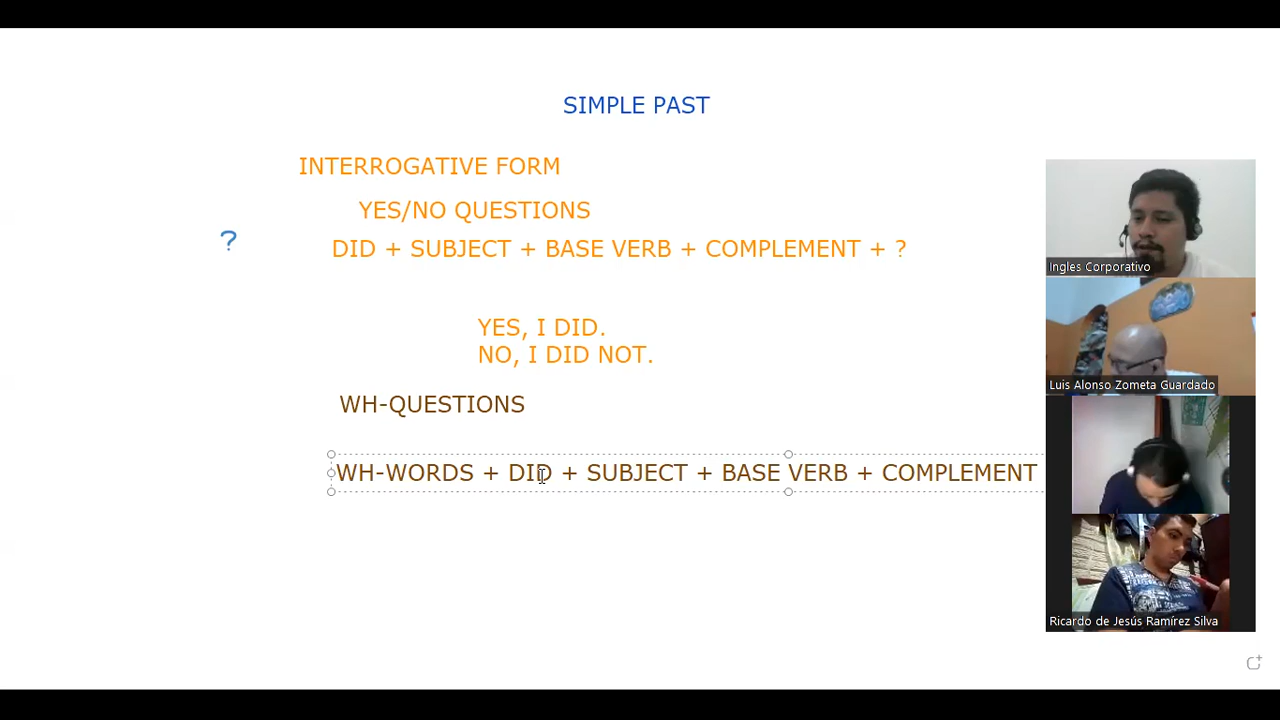 SIMPLE PAST
INTERROGATIVE FORM
YES/NO QUESTIONS
?
DID + SUBJECT + BASE VERB + COMPLEMENT + ?
YES, I DID.
NO, I DID NOT.
WH-QUESTIONS
WH-WORDS + DID + SUBJECT + BASE VERB + COMPLEMENT
Ingles Corporativo
Luis Alonso Zometa Guardado
Ricardo de Jesús Ramírez Silva